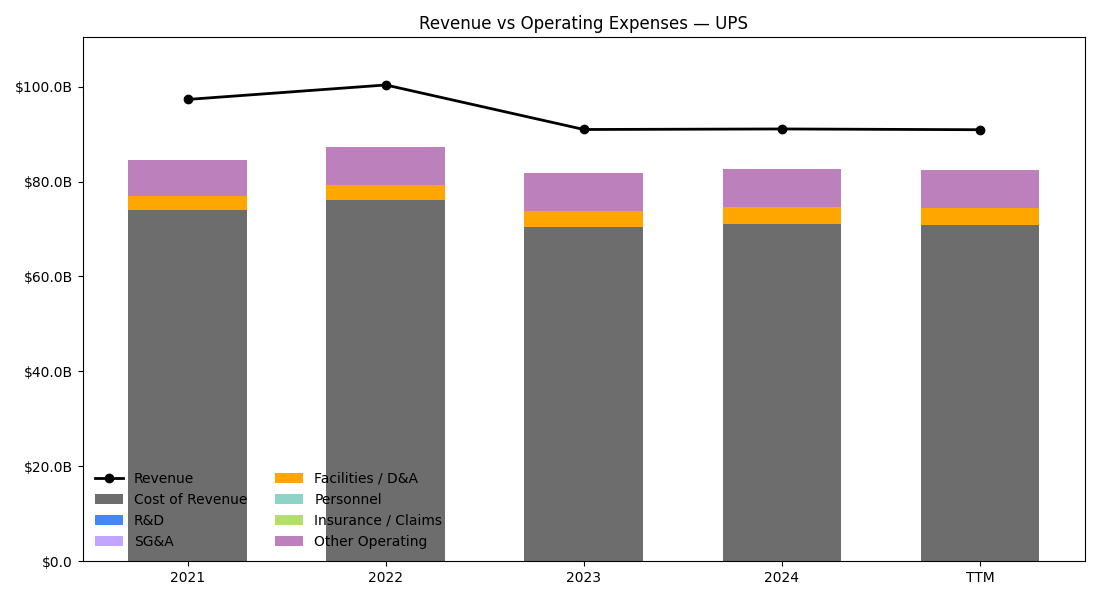 Revenue vs Operating Expenses — UPS
$100.0B
$80.0B
$60.0B
$40.0B
$20.0B
$0.0
Revenue
Cost of Revenue
R&D
SG&A
Facilities / D&A
Personnel
Insurance / Claims
Other Operating
2021
2022
2023
2024
TTM